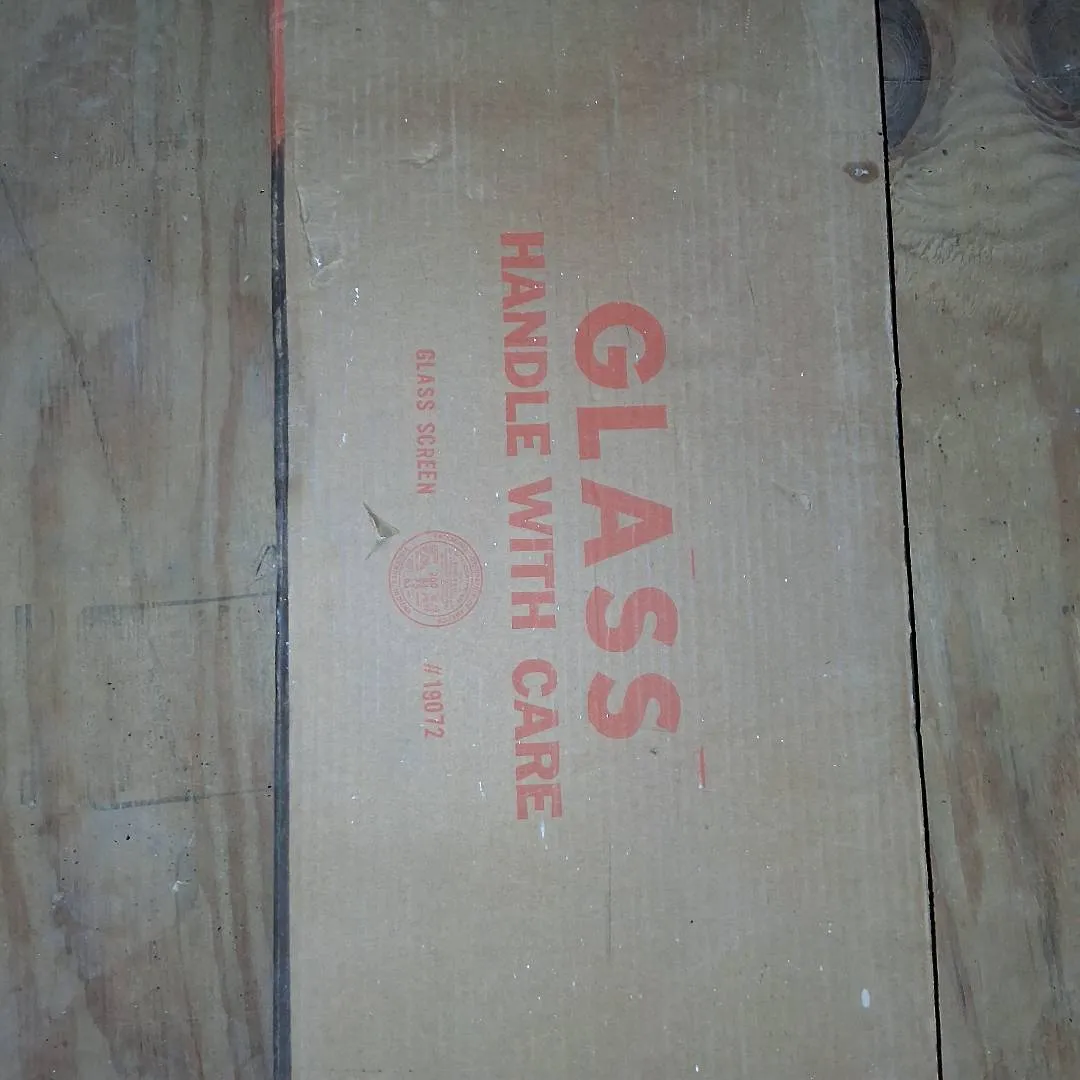 GLASS
HANDLE WITH CARE
GLASS SCREEN //19072